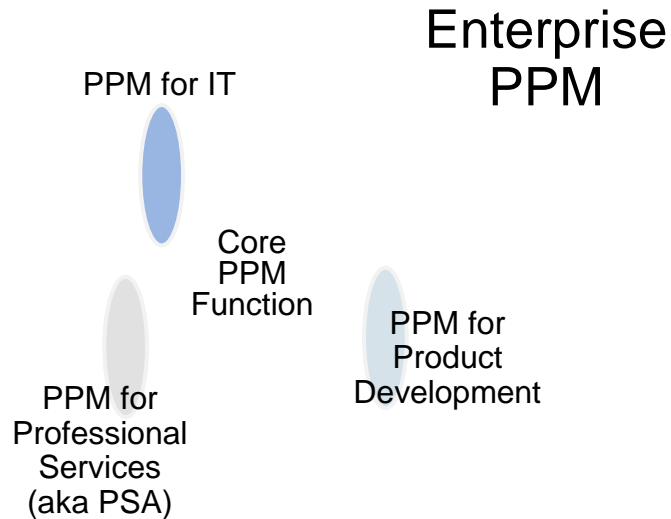 Enterprise
PPM
PPM for IT
Core
PPM
Function
PPM for
Product
Development
PPM for
Professional
Services
(aka PSA)